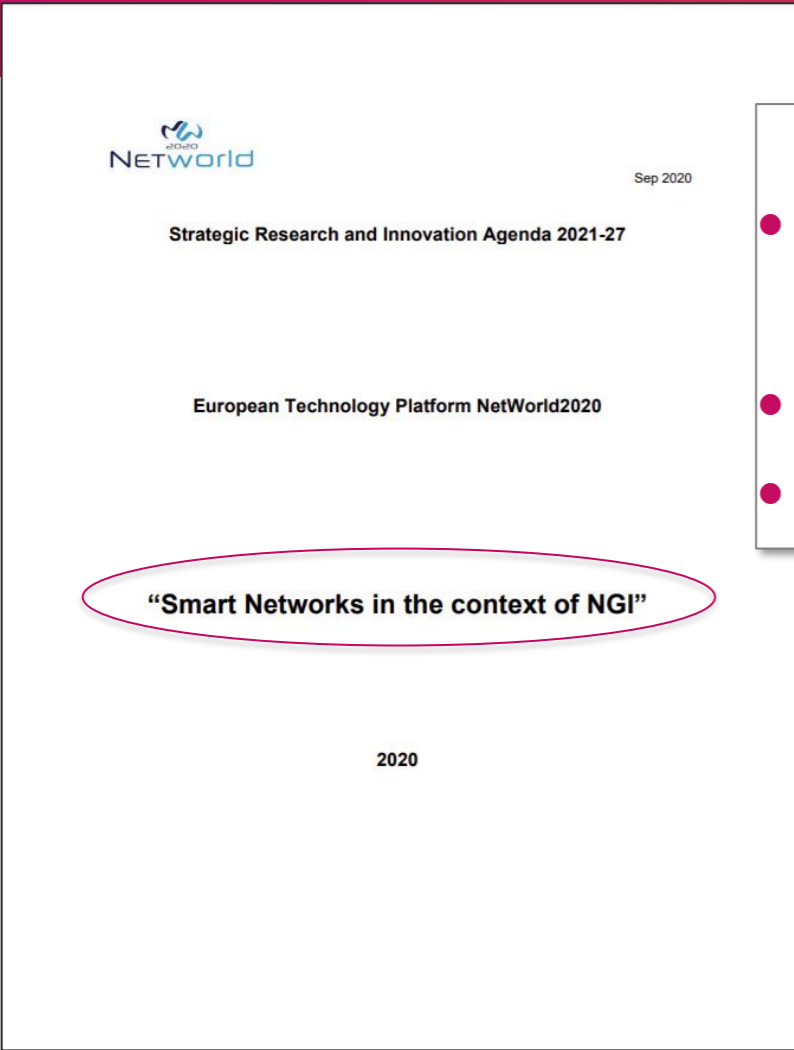 2020
NETWorld
Sep 2020
Strategic Research and Innovation Agenda 2021-27
European Technology Platform NetWorld2020
“Smart Networks in the context of NGI”
2020